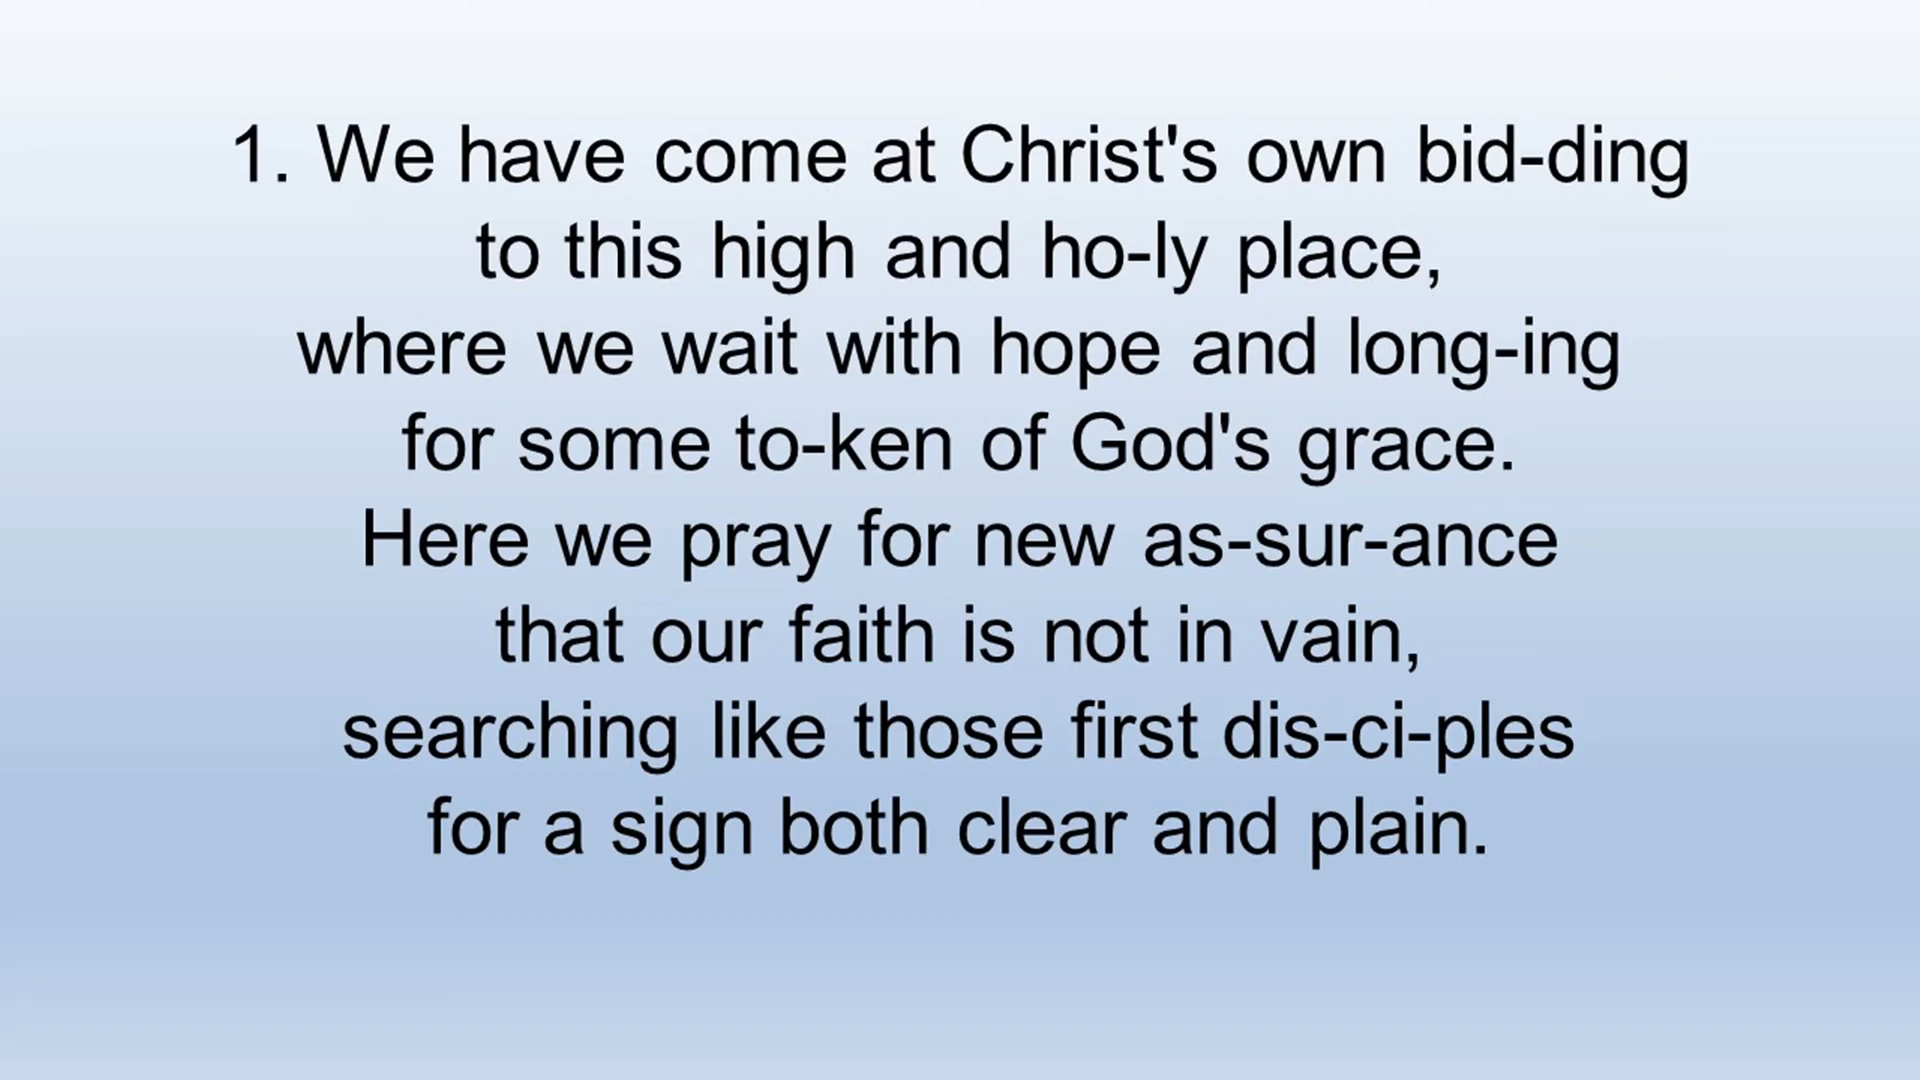 1. We have come at Christ's own bid-ding
to this high and ho-ly place,
where we wait with hope and long-ing
for some to-ken of God's grace.
Here we pray for new as-sur-ance
that our faith is not in vain,
searching like those first dis-ci-ples
for a sign both clear and plain.